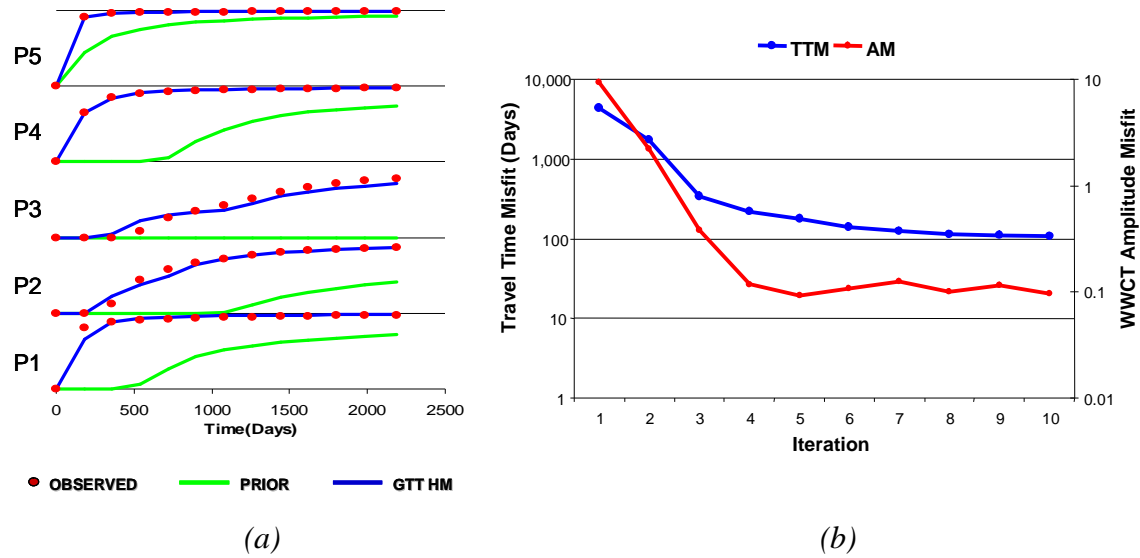 P5
P4
P3
P2
P1
0 500 1000 1500 2000 2500
Time(Days)
OBSERVED PRIOR GTT HM
(a)
TTM AM
10,000
1,000
100
10
1
Travel Time Misfit (Days)
10
1
0.1
0.01
WWCT Amplitude Misfit
1 2 3 4 5 6 7 8 9 10
Iteration
(b)